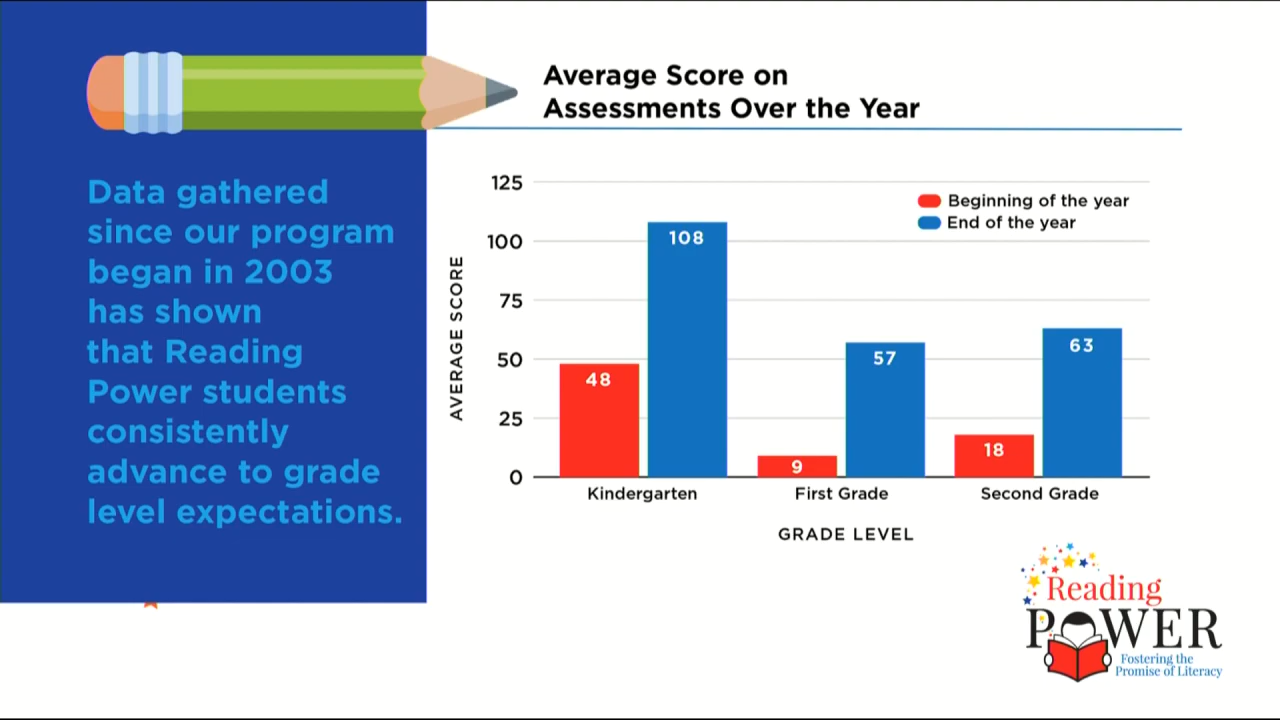 Average Score on
Assessments Over the Year
Data gathered
since our program
began in 2003
has shown
that Reading
Power students
consistently
advance to grade
level expectations.
AVERAGE SCORE
125
100
75
50
25
0
Beginning of the year
End of the year
48
108
9
57
18
63
Kindergarten
First Grade
Second Grade
GRADE LEVEL
Reading
POWER
Fostering the
Promise of Literacy